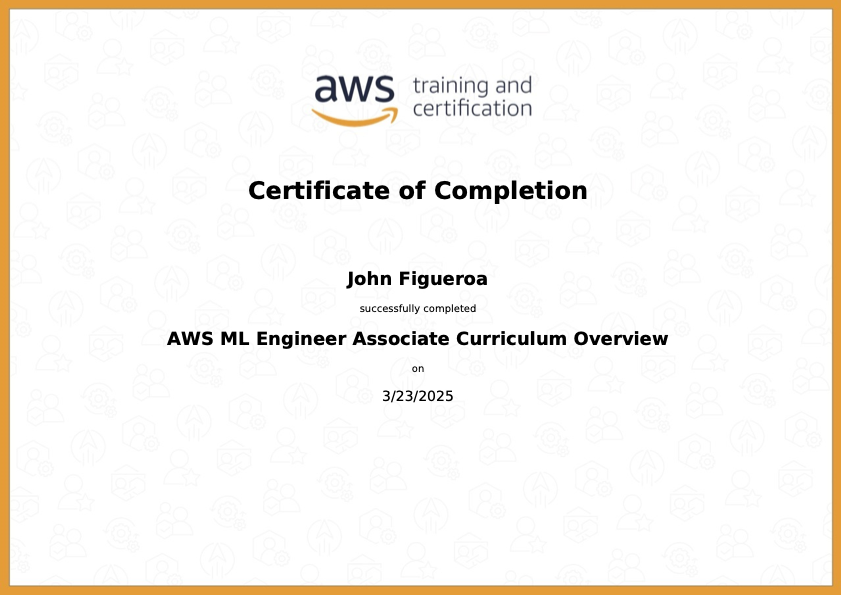 aws training and
certification
Certificate of Completion
John Figueroa
successfully completed
AWS ML Engineer Associate Curriculum Overview
on
3/23/2025